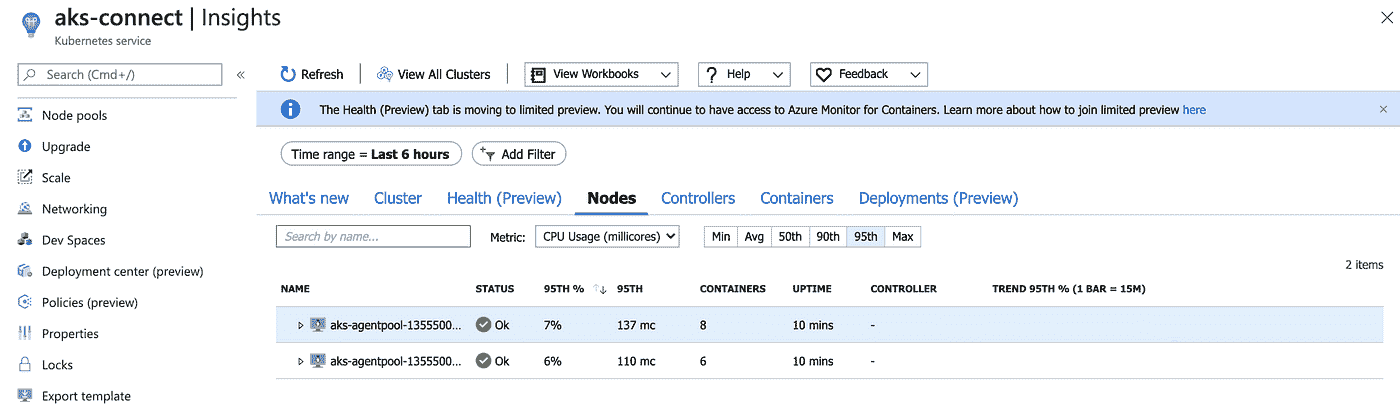 aks-connect | Insights
Kubernetes service
Search (Cmd+/)
Refresh
View All Clusters
View Workbooks
Help
Feedback
The Health (Preview) tab is moving to limited preview. You will continue to have access to Azure Monitor for Containers. Learn more about how to join limited preview here
Time range = Last 6 hours
Add Filter
What's new Cluster Health (Preview) Nodes Controllers Containers Deployments (Preview)
Search by name...
Metric: CPU Usage (millicores)
Min Avg 50th 90th 95th Max
2 items
NAME STATUS 95TH % 95TH CONTAINERS UPTIME CONTROLLER TREND 95TH % (1 BAR = 15M)
aks-agentpool-1355500... Ok 7% 137 mc 8 10 mins -
aks-agentpool-1355500... Ok 6% 110 mc 6 10 mins -
Node pools
Upgrade
Scale
Networking
Dev Spaces
Deployment center (preview)
Policies (preview)
Properties
Locks
Export template